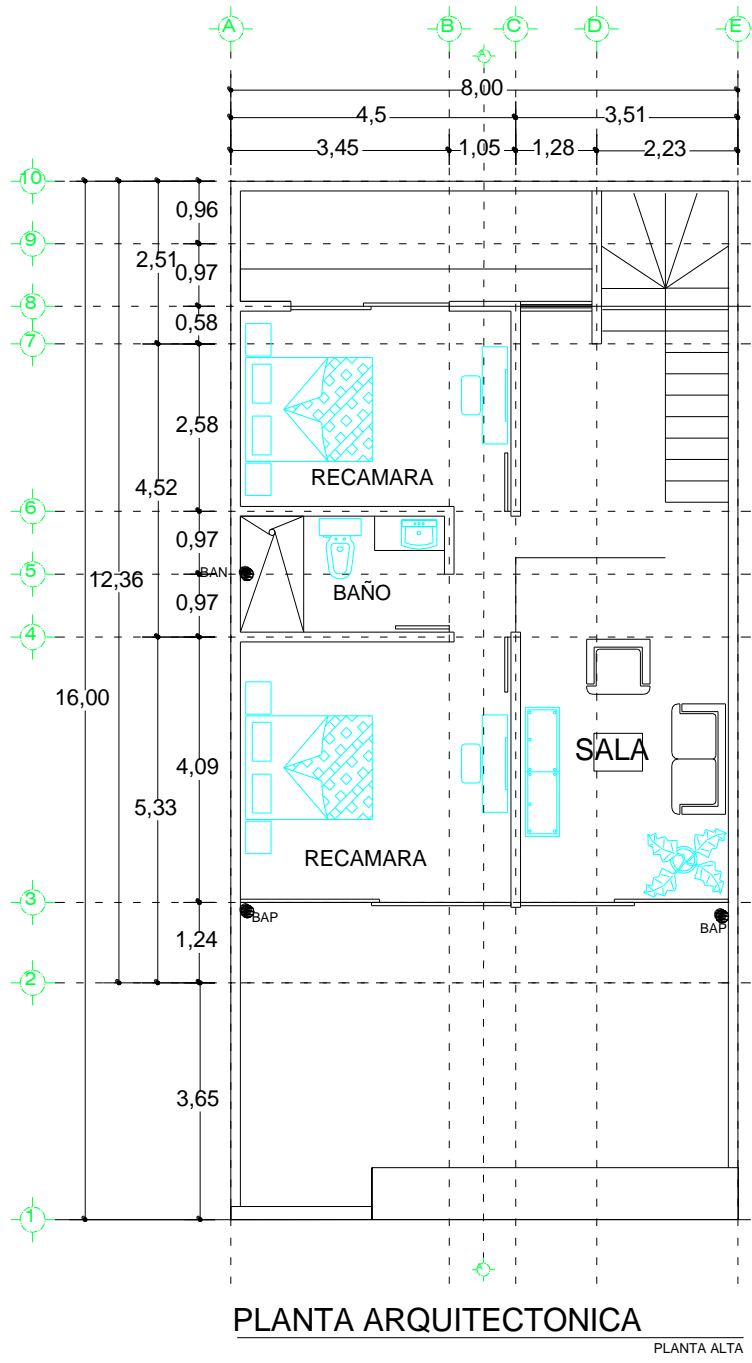 A B C D E
A'
8,00
4,5 3,51
3,45 1,05 1,28 2,23
10
0,96
9
2,51
0,97
8
0,58
7
2,58
RECAMARA
4,52
6
0,97
BAN
5
12,36
BAÑO
0,97
4
16,00
SALA
4,09
5,33
RECAMARA
3
BAP
BAP
1,24
2
3,65
1
A'
PLANTA ARQUITECTONICA
PLANTA ALTA